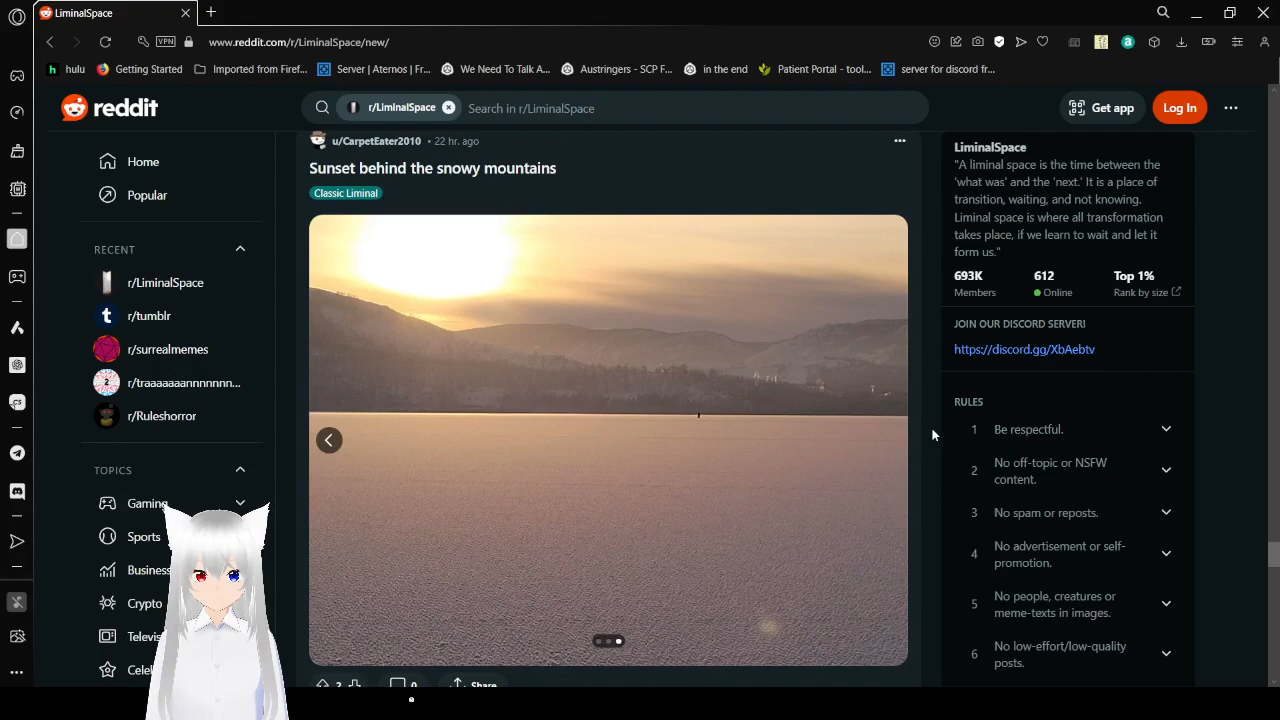 LiminalSpace
VPN
www.reddit.com/r/LiminalSpace/new/
hulu
Getting Started
Imported from Firef...
Server | Aternos | Fr...
We Need To Talk A...
Austringers - SCP F...
in the end
Patient Portal - tool...
server for discord fr...
reddit
r/LiminalSpace
Search in r/LiminalSpace
Get app
Log In
Home
Popular
RECENT
r/LiminalSpace
r/tumblr
r/surrealmemes
r/traaaaaaannnnnnn...
r/Ruleshorror
TOPICS
Gaming
Sports
Business
Crypto
u/CarpetEater2010 • 22 hr. ago
Sunset behind the snowy mountains
Classic Liminal
0
Share
LiminalSpace
"A liminal space is the time between the
'what was' and the 'next.' It is a place of
transition, waiting, and not knowing.
Liminal space is where all transformation
takes place, if we learn to wait and let it
form us."
693K
Members
612
Online
Top 1%
Rank by size
JOIN OUR DISCORD SERVER!
https://discord.gg/XbAebtv
RULES
1 Be respectful.
2 No off-topic or NSFW
content.
3 No spam or reposts.
4 No advertisement or self-
promotion.
5 No people, creatures or
meme-texts in images.
6 No low-effort/low-quality
posts.